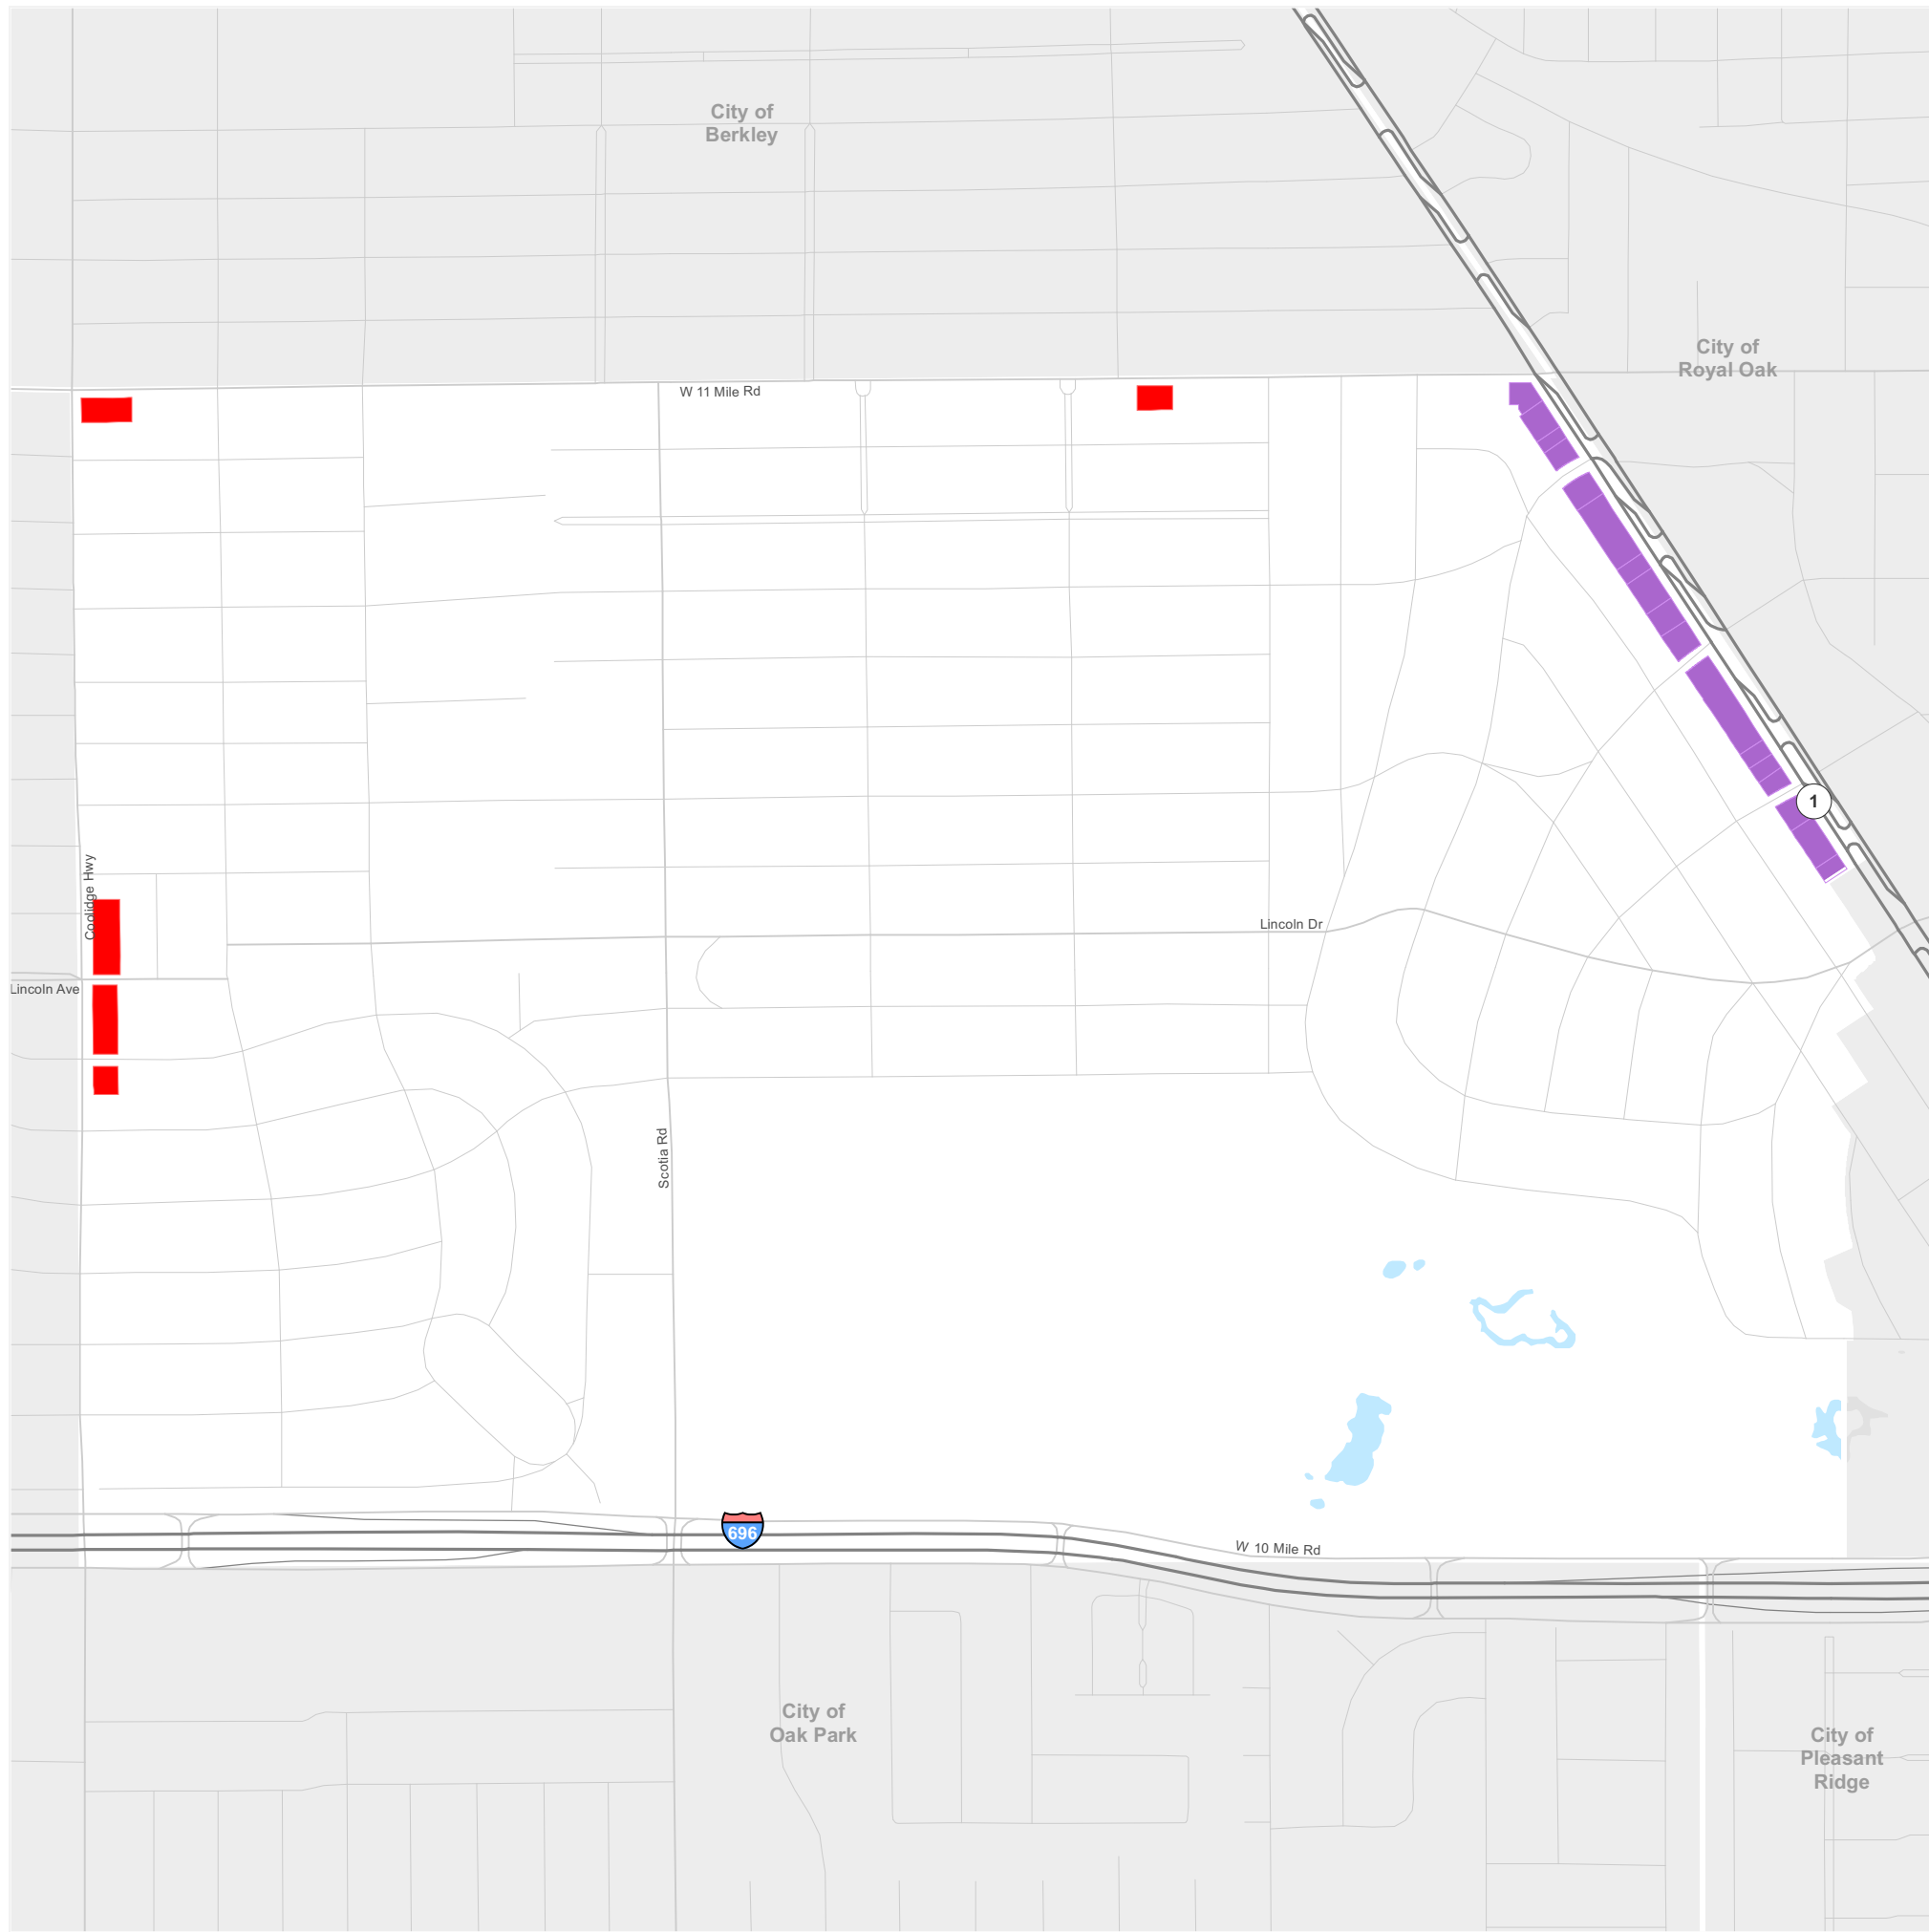 City of
Berkley
City of
Royal Oak
W 11 Mile Rd
1
Coolidge Hwy
Lincoln Dr
Lincoln Ave
Scotia Rd
696
W 10 Mile Rd
City of
Oak Park
City of
Pleasant
Ridge